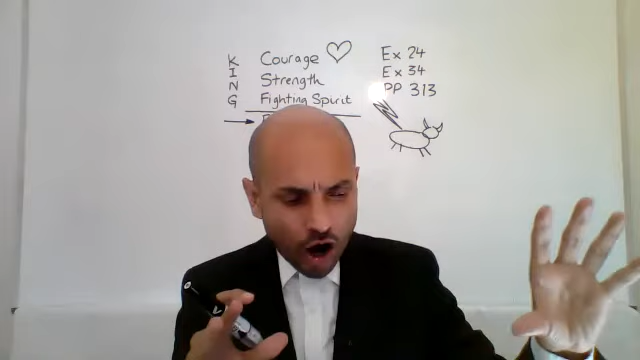 K
I
N
G
Courage
Strength
Fighting Spirit
Ex 24
Ex 34
PP 313